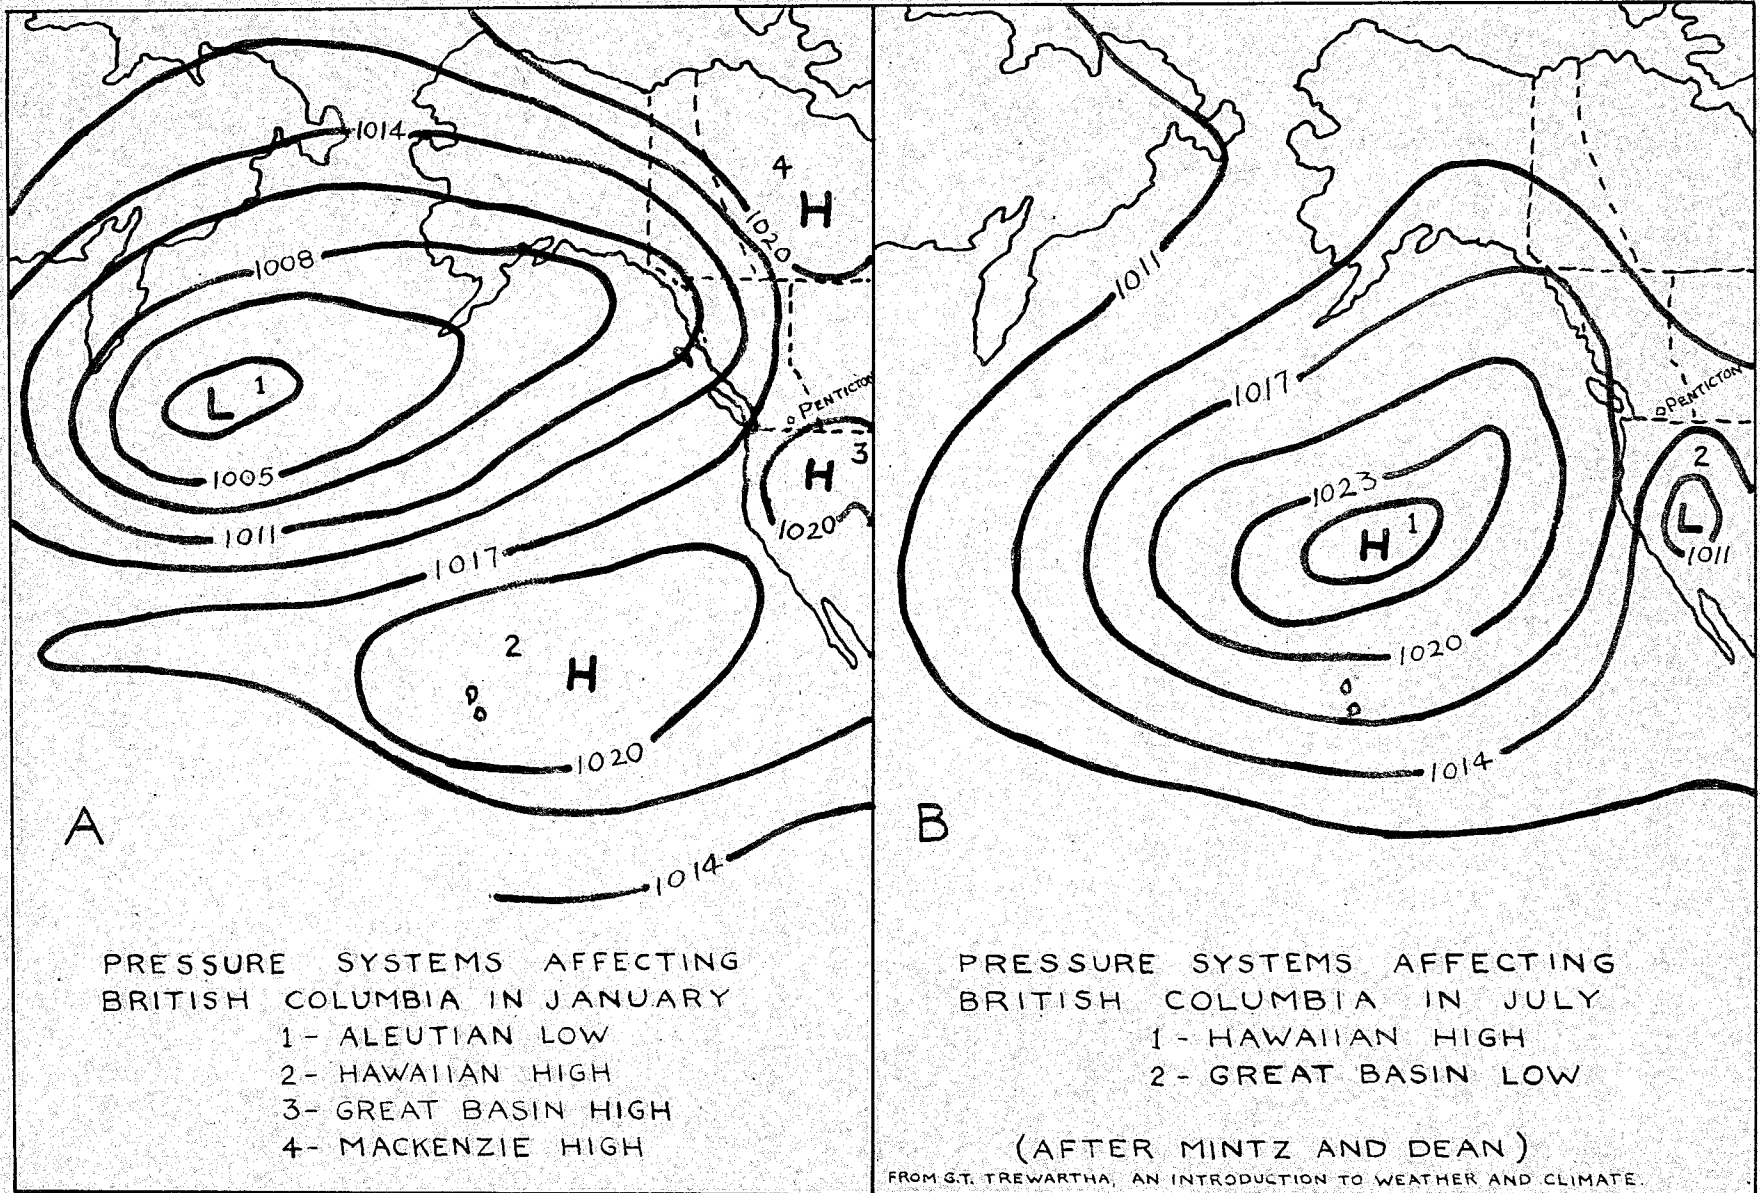 1014
4
H
1020
1008
L 1
PENTICTON
3
H
1005
1020
1011
1017
2
H
1020
A
1014
PRESSURE SYSTEMS AFFECTING
BRITISH COLUMBIA IN JANUARY
1- ALEUTIAN LOW
2- HAWAIIAN HIGH
3- GREAT BASIN HIGH
4- MACKENZIE HIGH
1011
1017
PENTICTON
2
1023
H 1
L
1011
1020
1014
B
PRESSURE SYSTEMS AFFECTING
BRITISH COLUMBIA IN JULY
1- HAWAIIAN HIGH
2- GREAT BASIN LOW
(AFTER MINTZ AND DEAN)
FROM G.T. TREWARTHA, AN INTRODUCTION TO WEATHER AND CLIMATE.